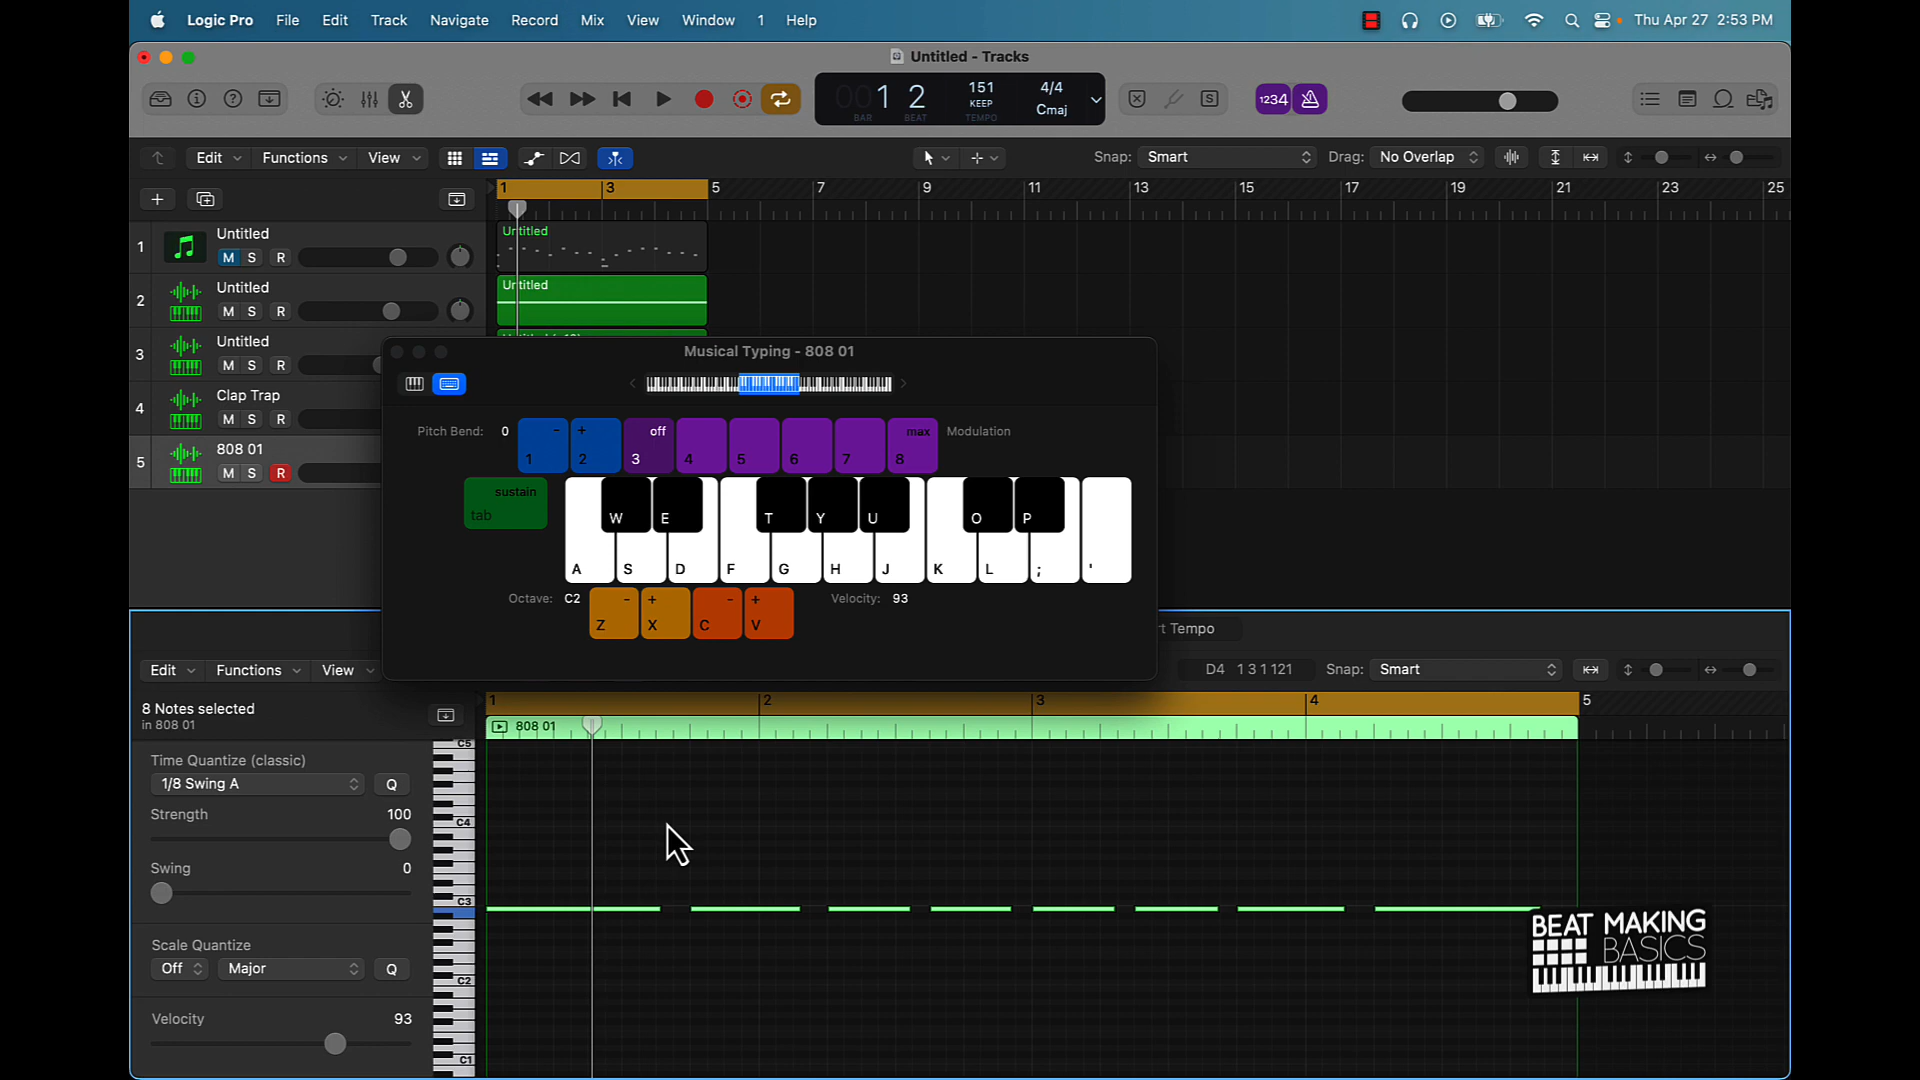 Logic Pro File Edit Track Navigate Record Mix View Window 1 Help Thu Apr 27 2:53 PM
Untitled - Tracks
001 2 151 4/4
KEEP Cmaj
BAR BEAT TEMPO
1234
S
Edit Functions View Snap: Smart Drag: No Overlap
1 3 5 7 9 11 13 15 17 19 21 23 25
1 Untitled
M S R
Untitled
2 Untitled
M S R
Untitled
3 Untitled
M S R
4 Clap Trap
M S R
5 808 01
M S R
Musical Typing - 808 01
Pitch Bend: 0 - + off max Modulation
1 2 3 4 5 6 7 8
sustain
tab
W E T Y U O P
A S D F G H J K L ; '
Octave: C2 - + - + Velocity: 93
Z X C V
t Tempo
Edit Functions View D4 1 3 1 121 Snap: Smart
8 Notes selected
in 808 01
1 2 3 4 5
808 01
Time Quantize (classic)
1/8 Swing A Q
Strength 100
Swing 0
Scale Quantize
Off Major Q
Velocity 93
C5
C4
C3
C2
C1
BEAT MAKING
BASICS